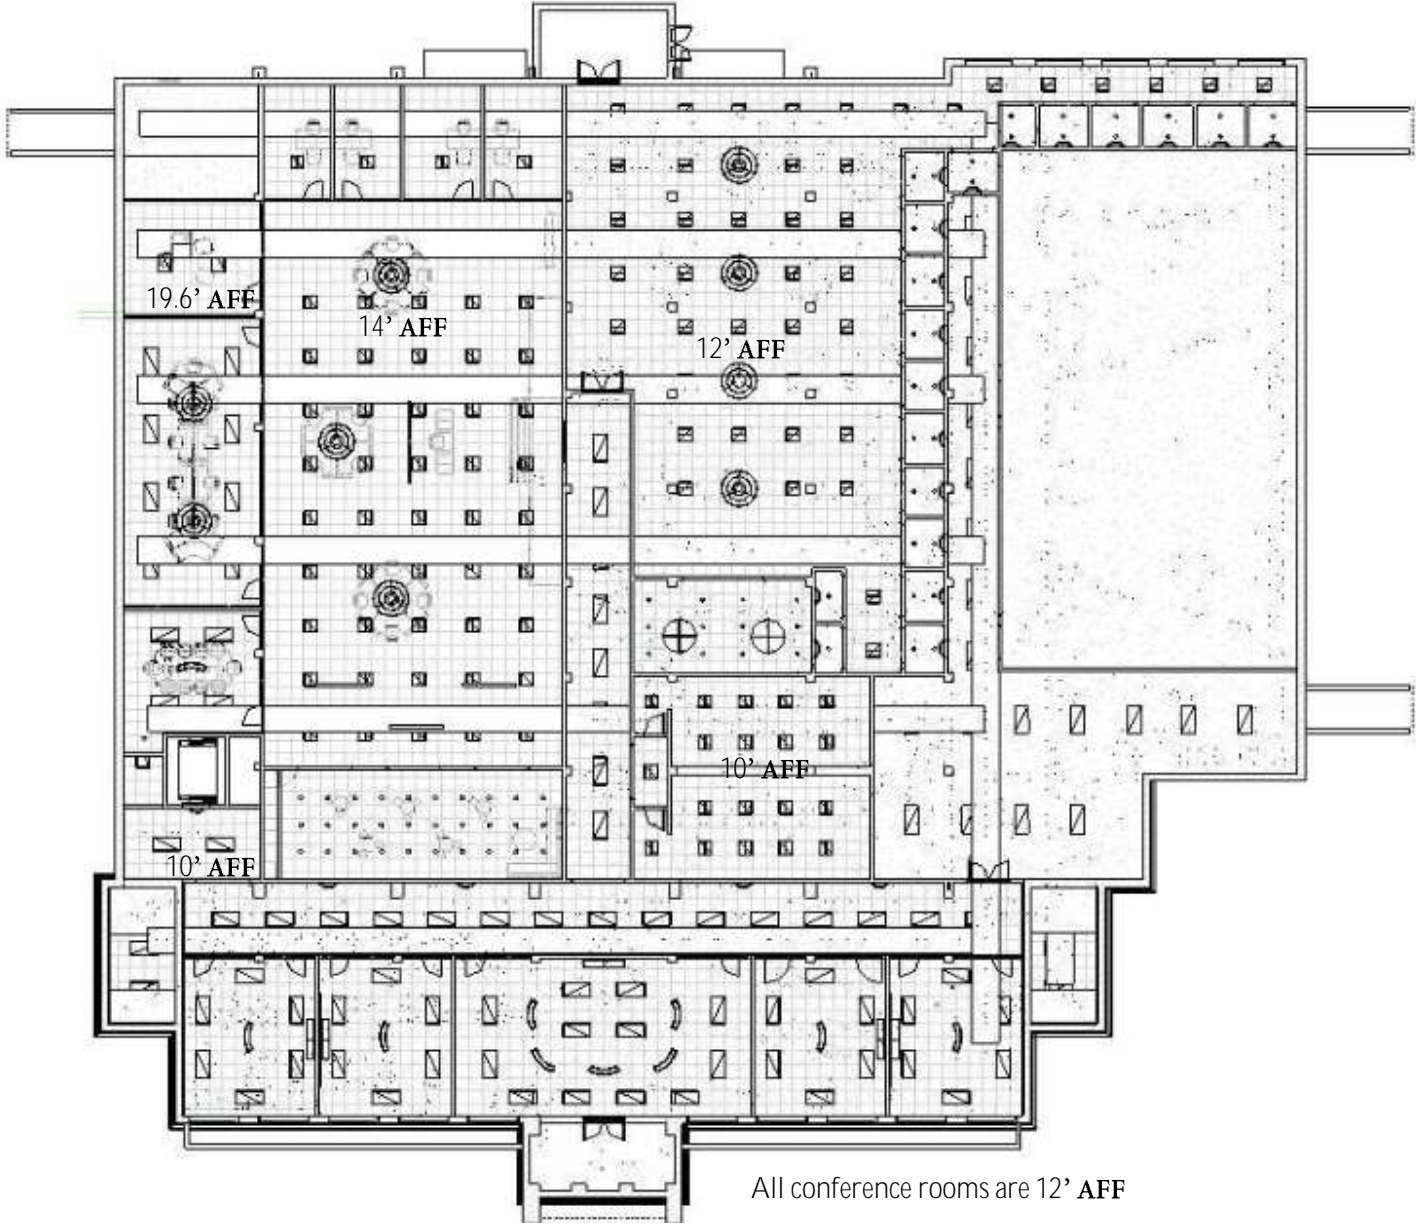 19.6’ AFF
14’ AFF
12’ AFF
10’ AFF
10’ AFF
All conference rooms are 12’ AFF